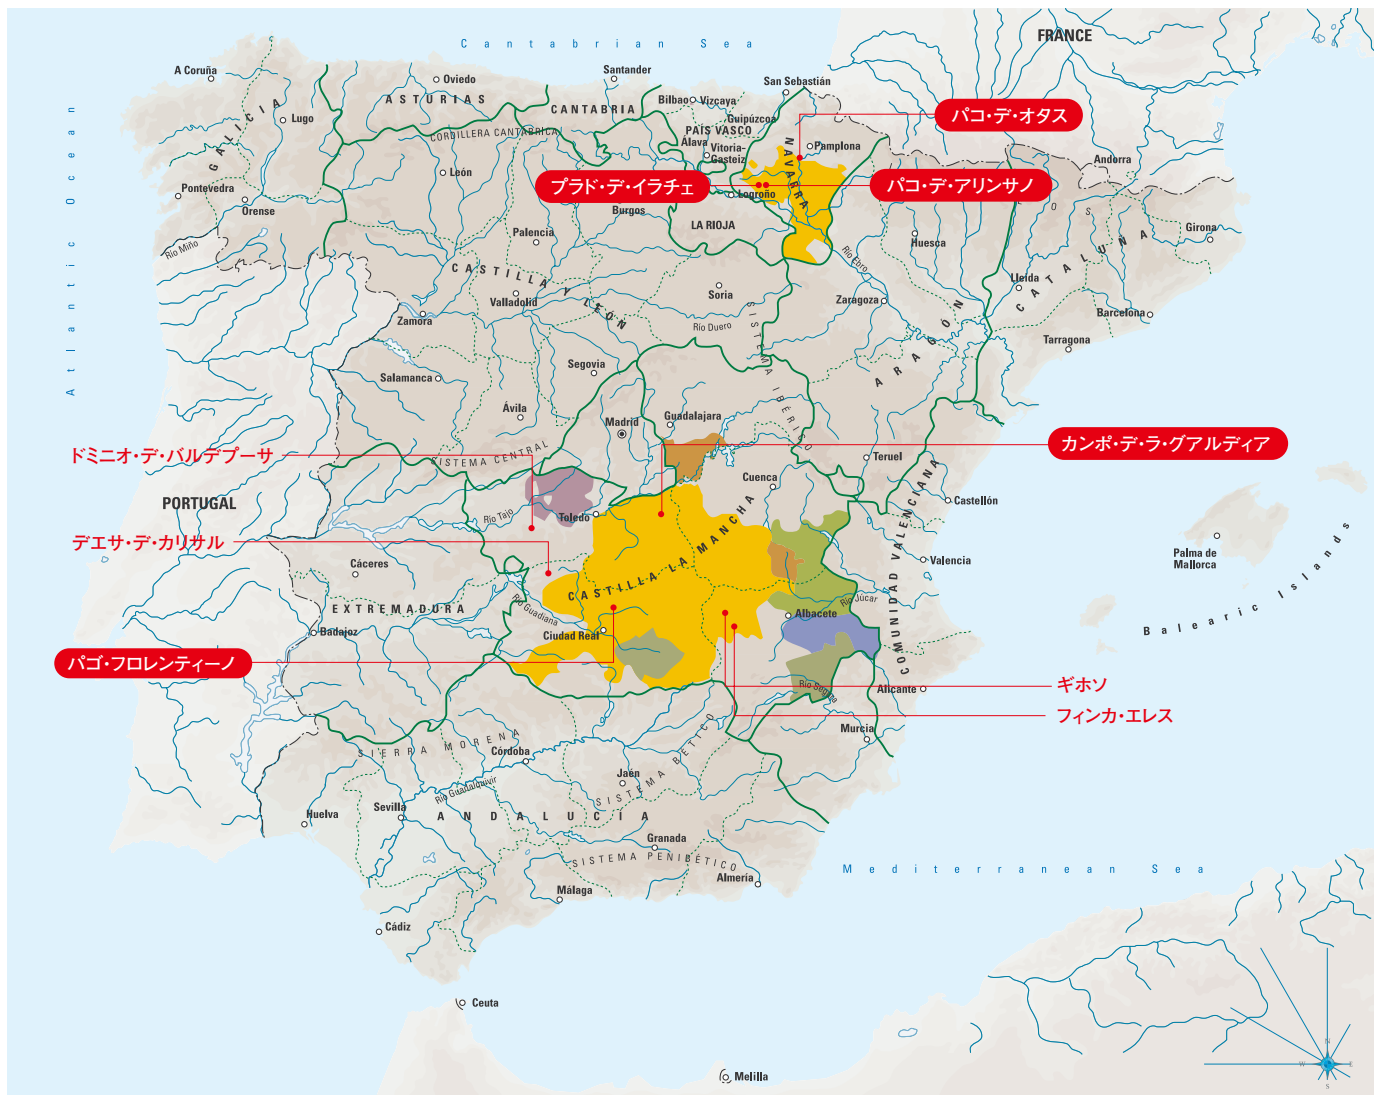 Cantabrian Sea
FRANCE
A Coruña
Oviedo
Santander
San Sebastián
ASTURIAS
CANTABRIA
Bilbao
Vizcaya
Guipúzcoa
パコ・デ・オタス
Lugo
GALICIA
CORDILLERA CANTÁBRICA
PAÍS VASCO
Álava
Vitoria-
Gasteiz
NAVARRA
Pamplona
Andorra
Atlantic Ocean
León
プラド・デ・イラチェ
パコ・デ・アリンサノ
Pontevedra
Orense
Logroño
Burgos
LA RIOJA
Palencia
Huesca
Girona
Río Miño
Río Ebro
CATALUÑA
CASTILLA Y LEÓN
Valladolid
Soria
Lleida
Zaragoza
Zamora
Barcelona
Río Duero
SISTEMA IBÉRISO
ARAGÓN
Tarragona
Segovia
Salamanca
Ávila
Guadalajara
Madrid
カンポ・デ・ラ・グアルディア
ドミニオ・デ・バルデプーサ
SISTEMA CENTRAL
Teruel
Cuenca
PORTUGAL
Castellón
Toledo
Río Tajo
CASTILLA LA MANCHA
COMUNIDAD VALENCIANA
デエサ・デ・カリサル
Palma de
Mallorca
Valencia
Cáceres
Balearic Islands
EXTREMADURA
Río Guadiana
Río Júcar
Albacete
Badajoz
Ciudad Real
パゴ・フロレンティーノ
ギホソ
Río Segura
Alicante
フィンカ・エレス
Murcia
SIERRA MORENA
Córdoba
SISTEMA BÉTICO
Jaén
Río Guadalquivir
Sevilla
Huelva
ANDALUCÍA
Granada
SISTEMA PENIBÉTICO
Mediterranean Sea
Almería
Málaga
Cádiz
Ceuta
Melilla
N
W
E
S